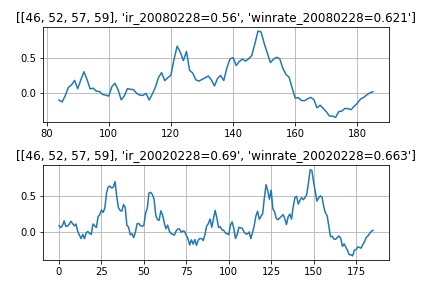 [[46, 52, 57, 59], 'ir_20080228=0.56', 'winrate_20080228=0.621']
0.5
0.0
80 100 120 140 160 180
[[46, 52, 57, 59], 'ir_20020228=0.69', 'winrate_20020228=0.663']
0.5
0.0
0 25 50 75 100 125 150 175